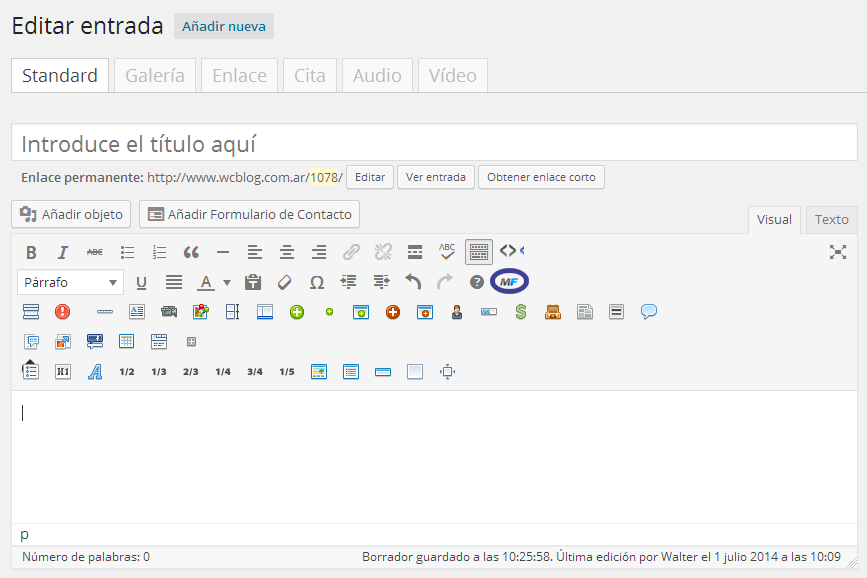 Editar entrada Añadir nueva
Standard Galería Enlace Cita Audio Vídeo
Introduce el título aquí
Enlace permanente: http://www.wcblog.com.ar/1078/ Editar Ver entrada Obtener enlace corto
Añadir objeto Añadir Formulario de Contacto Visual Texto
B I ABC ABC
Párrafo U A Ω ? MF
H1 A 1/2 1/3 2/3 1/4 3/4 1/5
p
Número de palabras: 0 Borrador guardado a las 10:25:58. Última edición por Walter el 1 julio 2014 a las 10:09